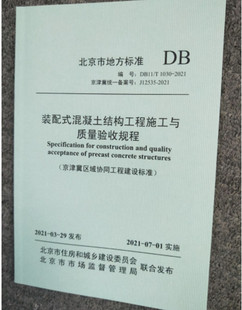 北京市地方标准 DB
编 号：DB11/T 1030-2021
京津冀统一备案号：J12535-2021
装配式混凝土结构工程施工与
质量验收规程
Specification for construction and quality
acceptance of precast concrete structures
（京津冀区域协同工程建设标准）
2021-03-29 发布 2021-07-01 实施
北京市住房和城乡建设委员会
北京市市场监督管理局 联合发布